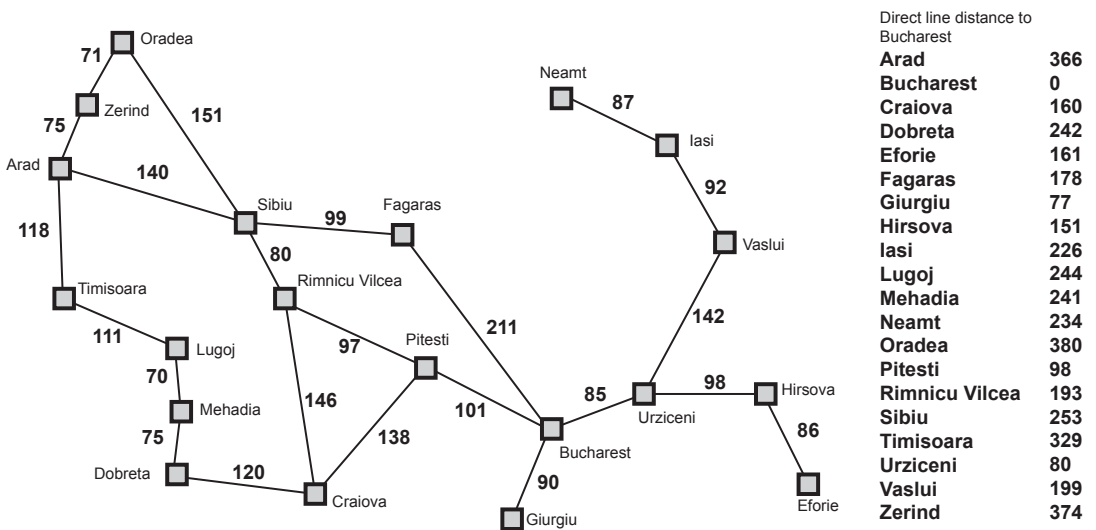 Oradea
71
Zerind
151
75
Arad
140
118
Sibiu
99
Fagaras
80
Rimnicu Vilcea
Timisoara
111
Lugoj
70
Mehadia
75
Dobreta
120
Craiova
146
97
Pitesti
138
101
211
Bucharest
90
Giurgiu
85
Urziceni
98
Hirsova
86
Eforie
142
Vaslui
92
Iasi
87
Neamt
Direct line distance to
Bucharest
Arad 366
Bucharest 0
Craiova 160
Dobreta 242
Eforie 161
Fagaras 178
Giurgiu 77
Hirsova 151
Iasi 226
Lugoj 244
Mehadia 241
Neamt 234
Oradea 380
Pitesti 98
Rimnicu Vilcea 193
Sibiu 253
Timisoara 329
Urziceni 80
Vaslui 199
Zerind 374